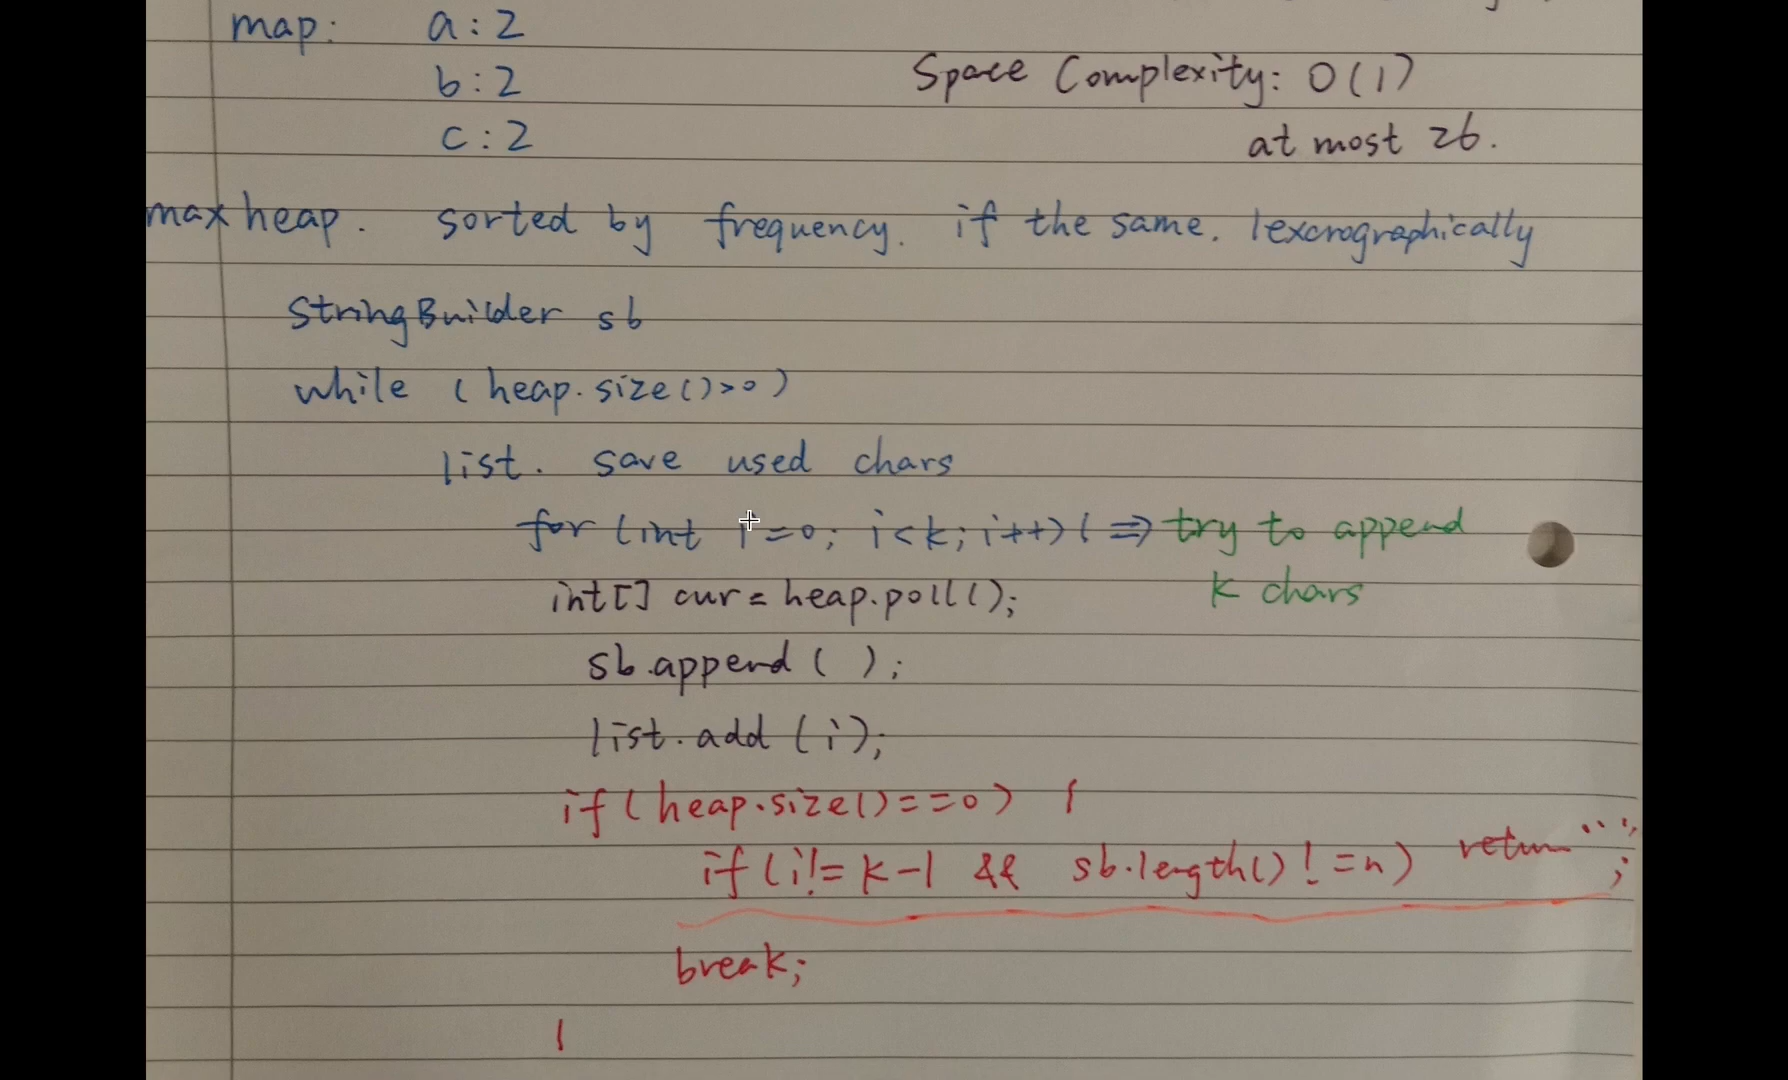 map: a:2
b:2
Space Complexity: O(1)
c:2
at most 26.
max heap. sorted by frequency. if the same. lexcrographically
StringBuilder sb
while (heap.size()>0)
list. save used chars
for (int i=0; i<k; i++){ => try to append
k chars
int[] cur = heap.poll();
sb.append( );
list.add(i);
if(heap.size()==0) {
if(i!=k-1 && sb.length()!=n) return "";
break;
}